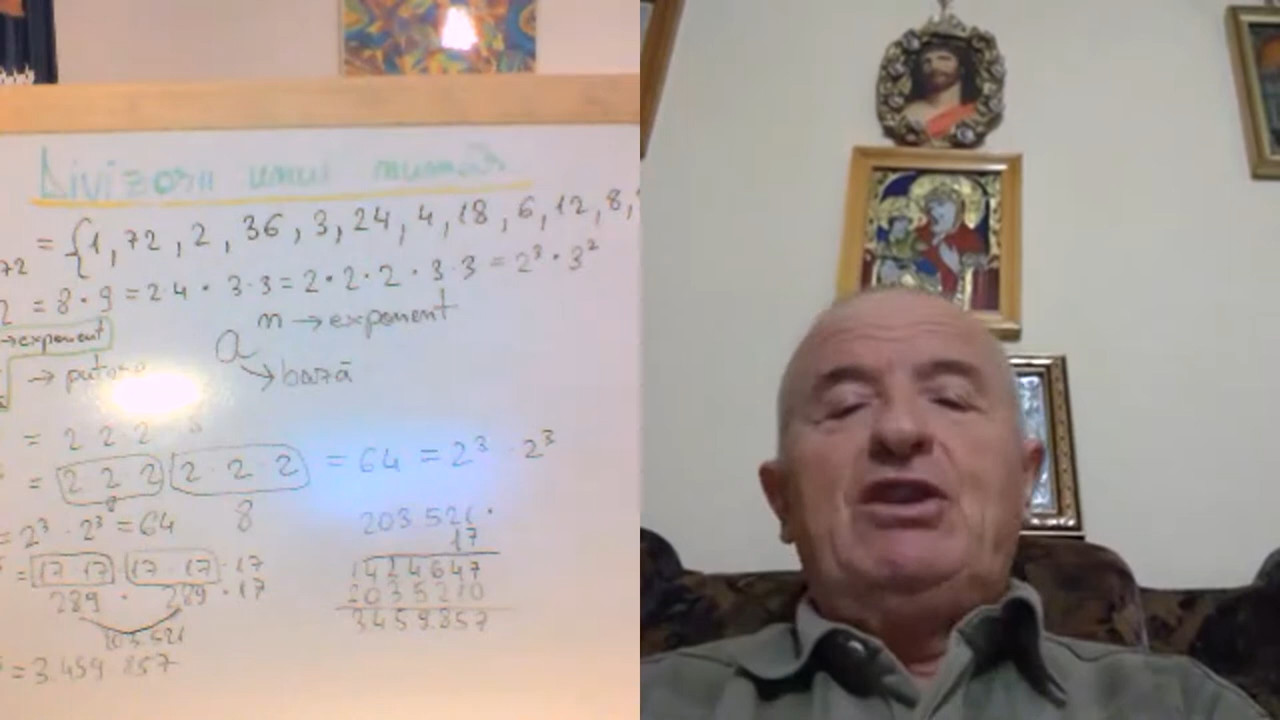 Divizorii unui număr
72 = {1, 72, 2, 36, 3, 24, 4, 18, 6, 12, 8,
2 = 8 · 9 = 2·4 · 3·3 = 2 · 2 · 2 · 3 · 3 = 2³ · 3²
→exponent
n → exponent
a
→ bază
→ putere
= 2 2 2
= 2 2 2 2 · 2 · 2 = 64 = 2³ · 2³
8 8
= 2³ · 2³ = 64
203 521 ·
17
= 17 17 · 17 · 17 · 17
1424647
289 · 289 · 17
2035210
3459857
= 3 459 857